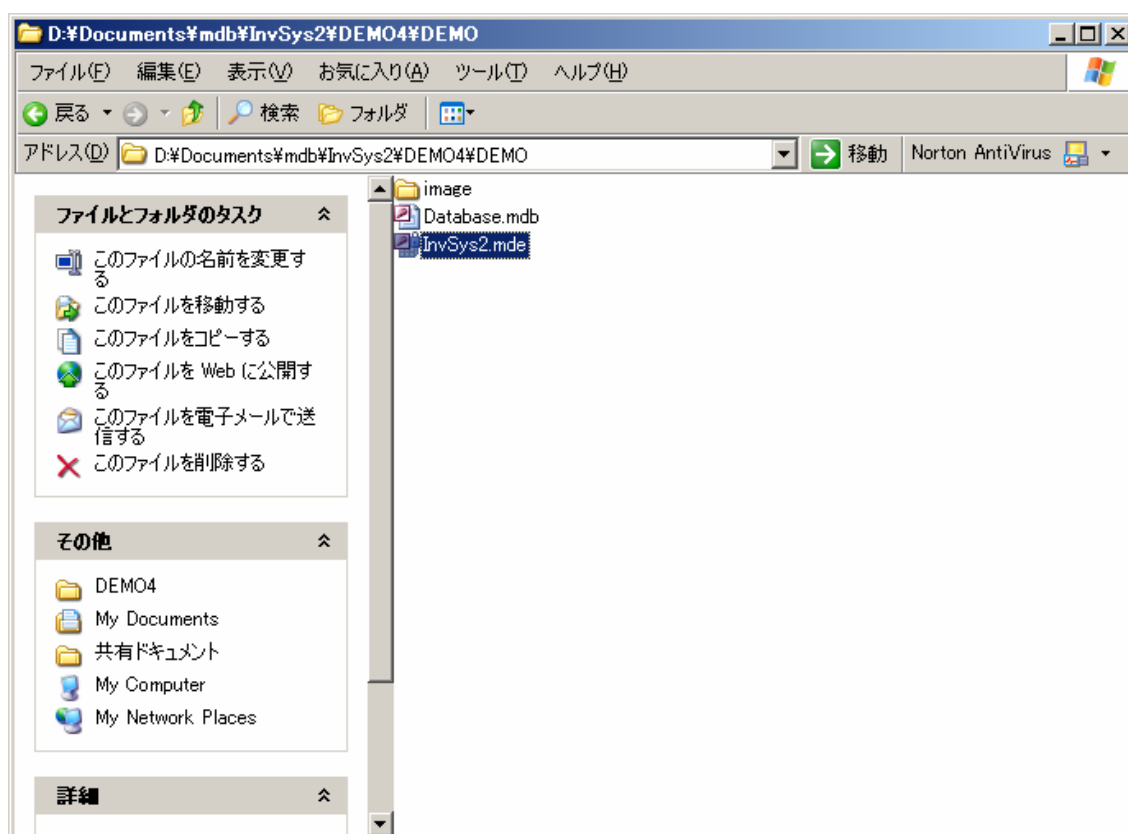 D:¥Documents¥mdb¥InvSys2¥DEMO4¥DEMO
ファイル(F) 編集(E) 表示(V) お気に入り(A) ツール(T) ヘルプ(H)
戻る 検索 フォルダ
アドレス(D) D:¥Documents¥mdb¥InvSys2¥DEMO4¥DEMO 移動 Norton AntiVirus
ファイルとフォルダのタスク
このファイルの名前を変更す
る
このファイルを移動する
このファイルをコピーする
このファイルを Web に公開す
る
このファイルを電子メールで送
信する
このファイルを削除する
その他
DEMO4
My Documents
共有ドキュメント
My Computer
My Network Places
詳細
image
Database.mdb
InvSys2.mde